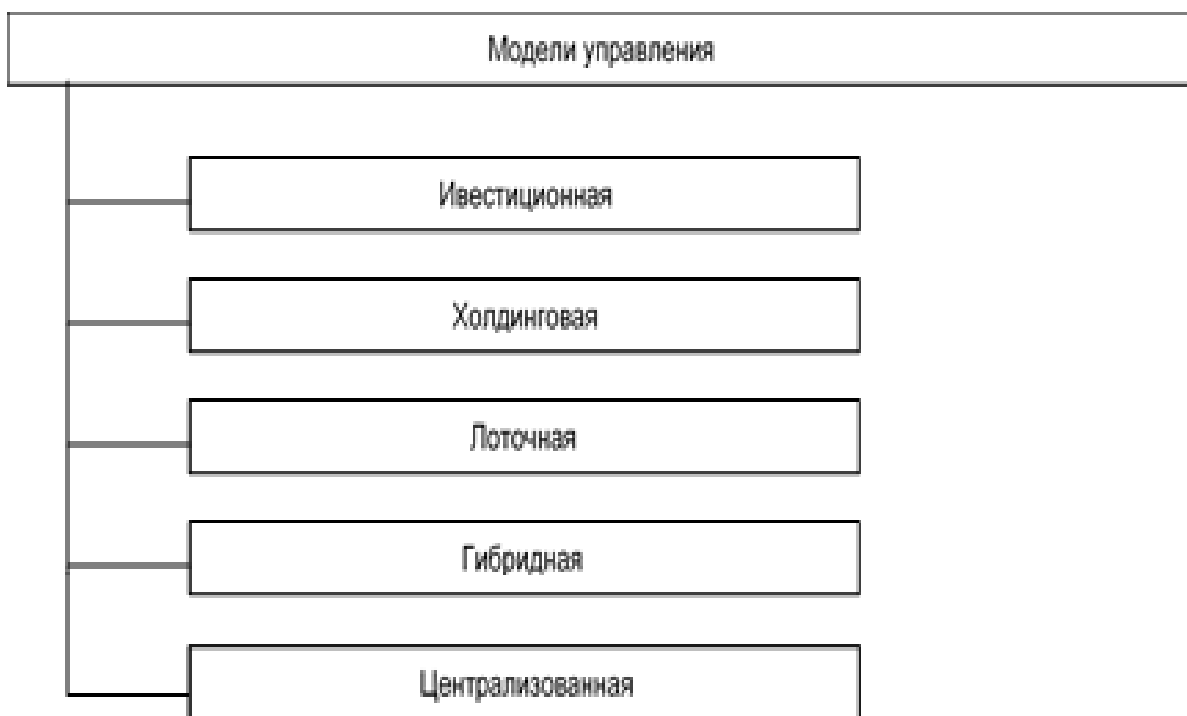 Модели управления
Ивестиционная
Холдинговая
Лоточная
Гибридная
Централизованная